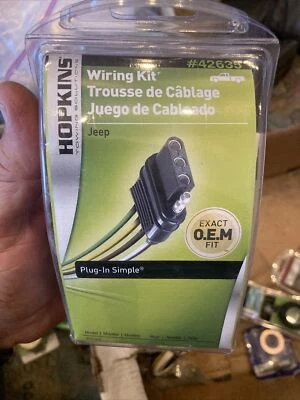 HOPKINS
TOWING SOLUTIONS
#42635
Wiring Kit
Trousse de Câblage
Juego de Cableado
Jeep
EXACT
O.E.M
FIT
Plug-In Simple®